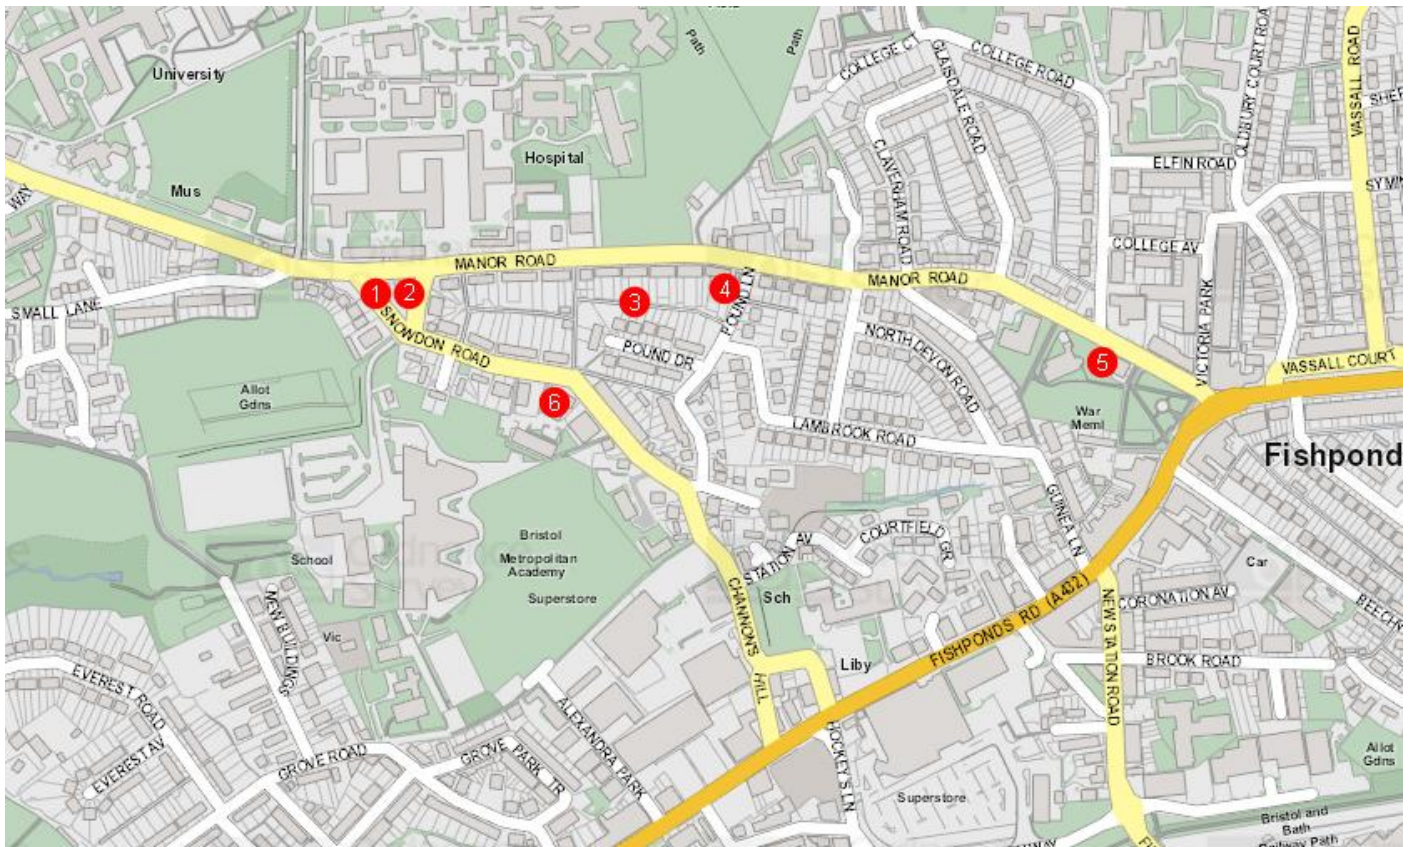 Path
Path
COLLEGE CT
GLAISDALE ROAD
COLLEGE ROAD
VASSALL ROAD
University
Hospital
CLAVERHAM ROAD
ELFIN ROAD
Mus
WAY
COLLEGE AV
VICTORIA PARK
MANOR ROAD
MANOR ROAD
SMALL LANE
1
2
3
4
POUND LN
SNOWDON ROAD
POUND DR
NORTH DEVON ROAD
5
VASSALL COURT
6
Allot
Gdns
War
Meml
LAMBROOK ROAD
Fishpond
GUINEA LN
COURTFIELD GR
STATION AV
School
Bristol
Metropolitan
Academy
Superstore
Sch
CHANNON'S
HILL
FISHPONDS RD (A432)
Car
CORONATION AV
BEECH
NEW BUILDINGS
Vic
NEW STATION ROAD
BROOK ROAD
Liby
EVEREST ROAD
EVEREST AV
GROVE ROAD
GROVE PARK TR
ALEXANDRA PARK
HOCKEY'S LN
Superstore
Allot
Gdns
Bristol and
Bath
Railway Path